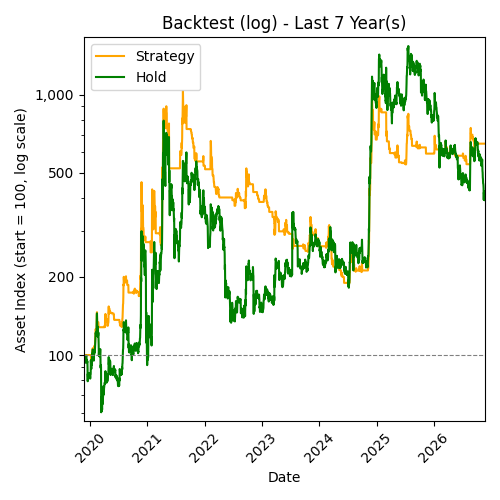 Backtest (log) - Last 7 Year(s)
Strategy
Hold
Asset Index (start = 100, log scale)
1,000
500
200
100
2020
2021
2022
2023
2024
2025
2026
Date